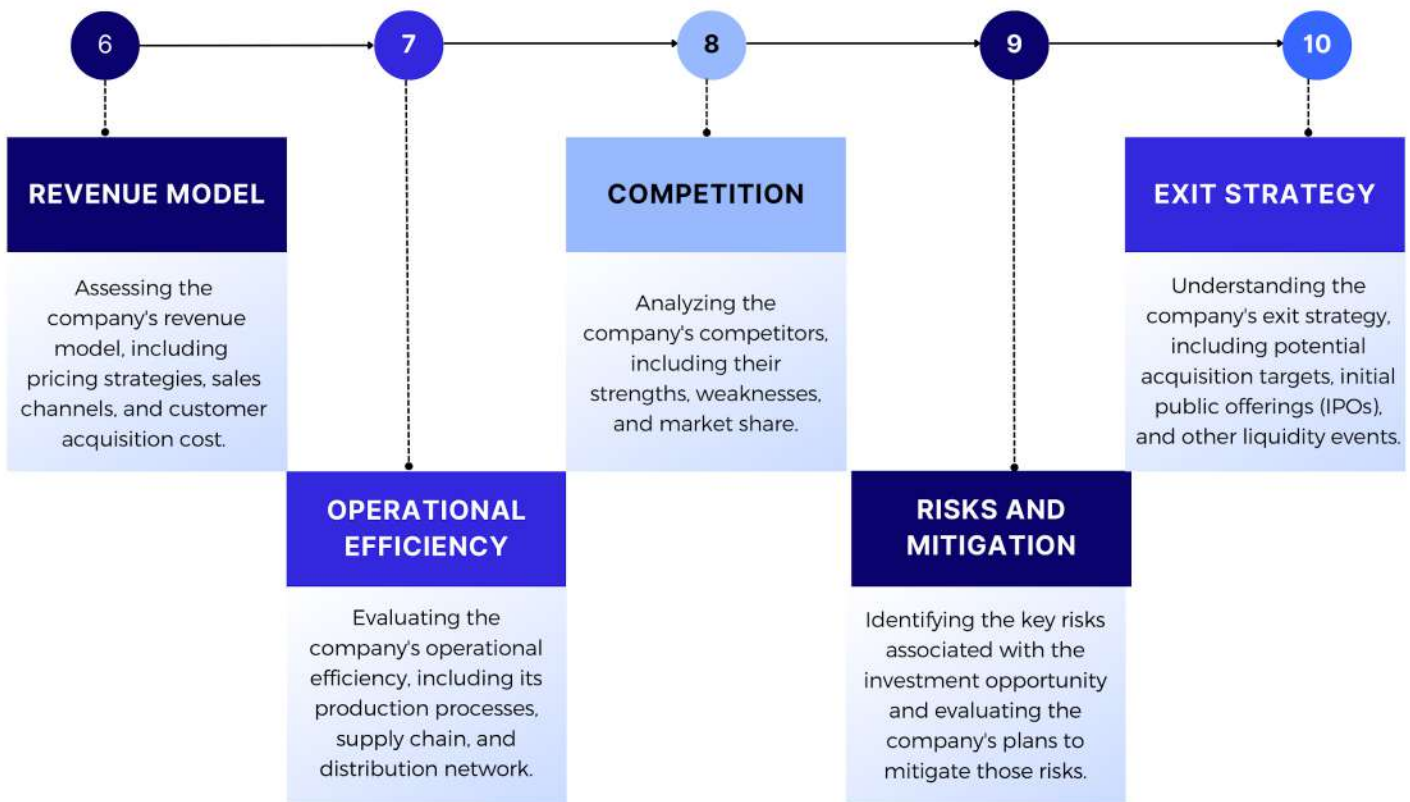 6
7
8
9
10
REVENUE MODEL
Assessing the
company's revenue
model, including
pricing strategies, sales
channels, and customer
acquisition cost.
OPERATIONAL
EFFICIENCY
Evaluating the
company's operational
efficiency, including its
production processes,
supply chain, and
distribution network.
COMPETITION
Analyzing the
company's competitors,
including their
strengths, weaknesses,
and market share.
RISKS AND
MITIGATION
Identifying the key risks
associated with the
investment opportunity
and evaluating the
company's plans to
mitigate those risks.
EXIT STRATEGY
Understanding the
company's exit strategy,
including potential
acquisition targets, initial
public offerings (IPOs),
and other liquidity events.